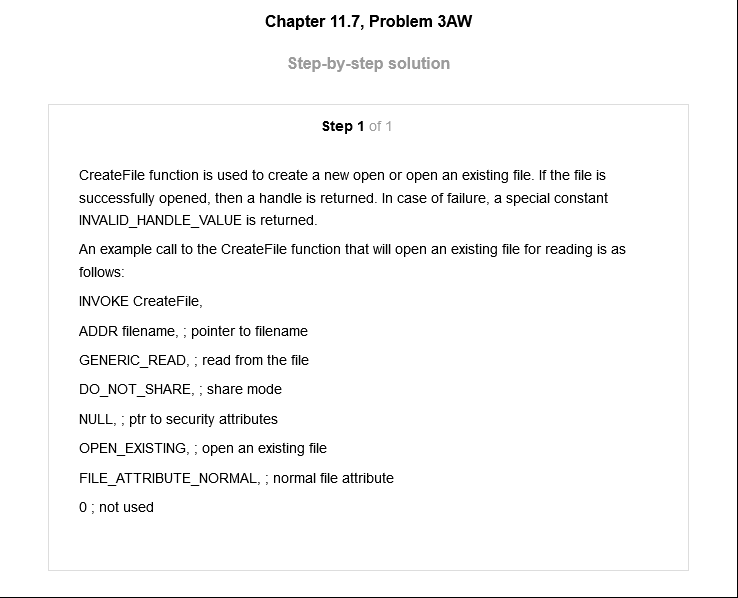 Chapter 11.7, Problem 3AW
Step-by-step solution
Step 1 of 1
CreateFile function is used to create a new open or open an existing file. If the file is
successfully opened, then a handle is returned. In case of failure, a special constant
INVALID_HANDLE_VALUE is returned.
An example call to the CreateFile function that will open an existing file for reading is as
follows:
INVOKE CreateFile,
ADDR filename, ; pointer to filename
GENERIC_READ, ; read from the file
DO_NOT_SHARE, ; share mode
NULL, ; ptr to security attributes
OPEN_EXISTING, ; open an existing file
FILE_ATTRIBUTE_NORMAL, ; normal file attribute
0 ; not used